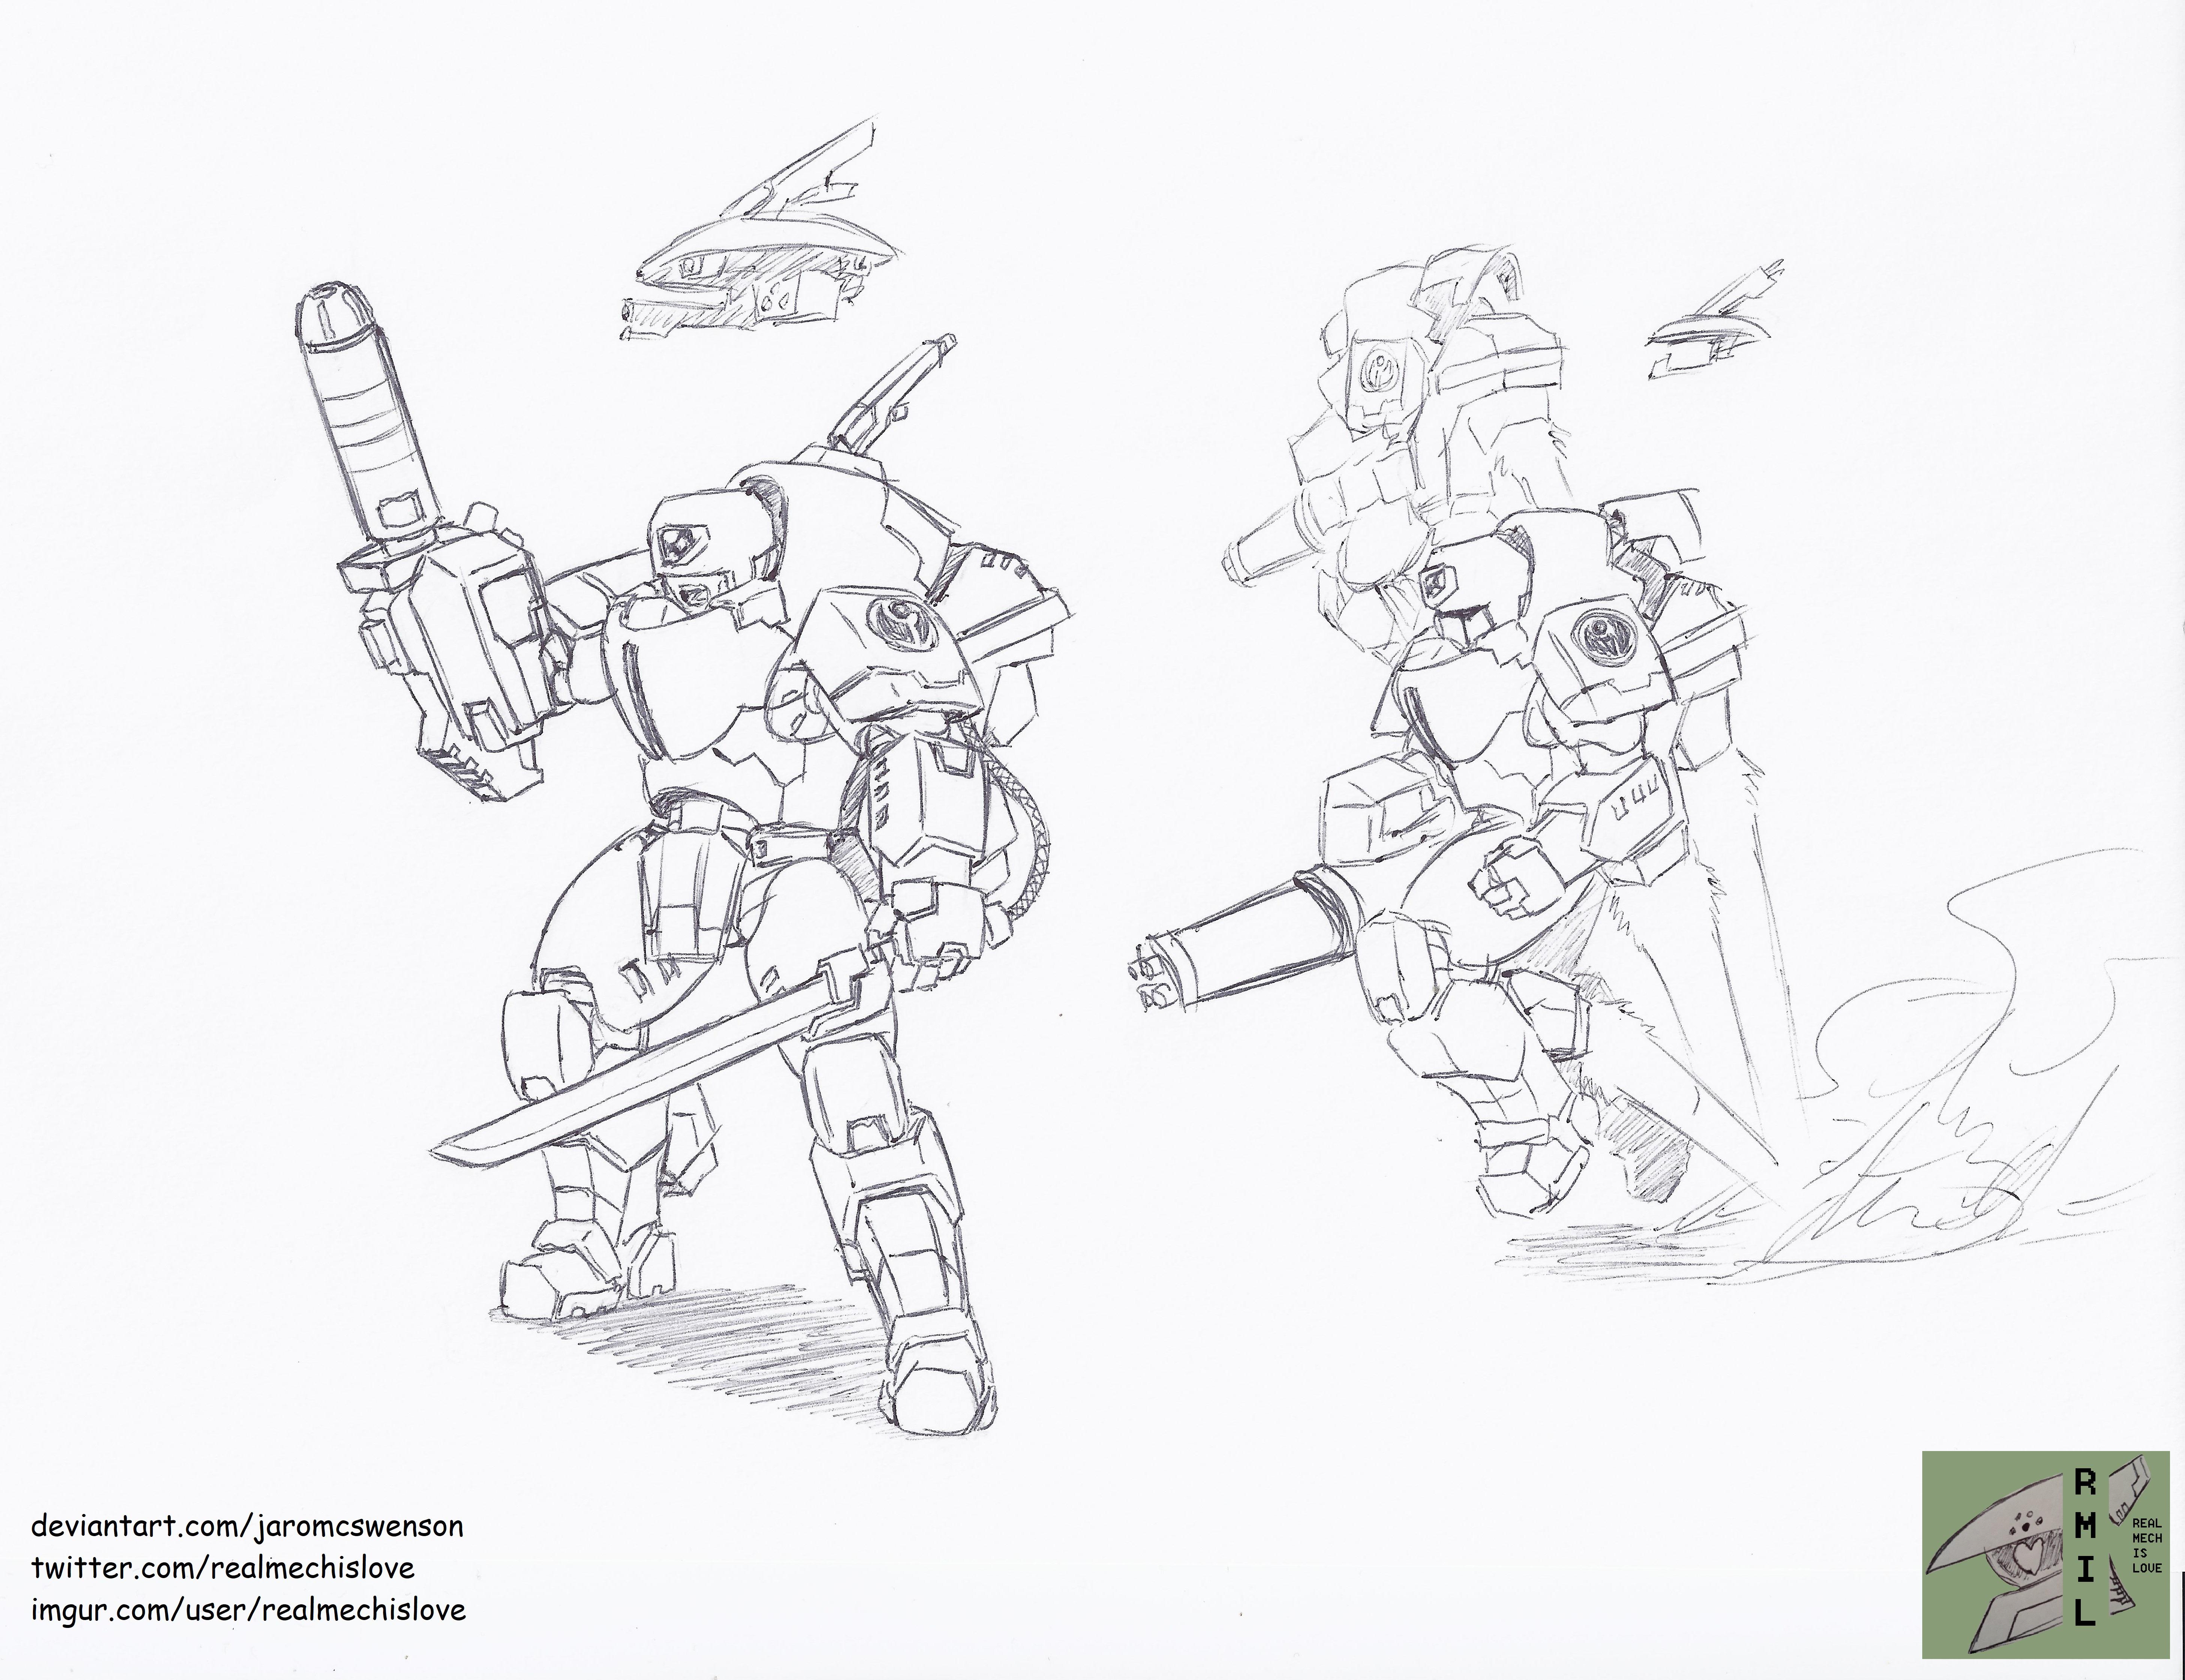 deviantart.com/jaromcswenson
twitter.com/realmechislove
imgur.com/user/realmechislove
R
M
I
L
REAL
MECH
IS
LOVE